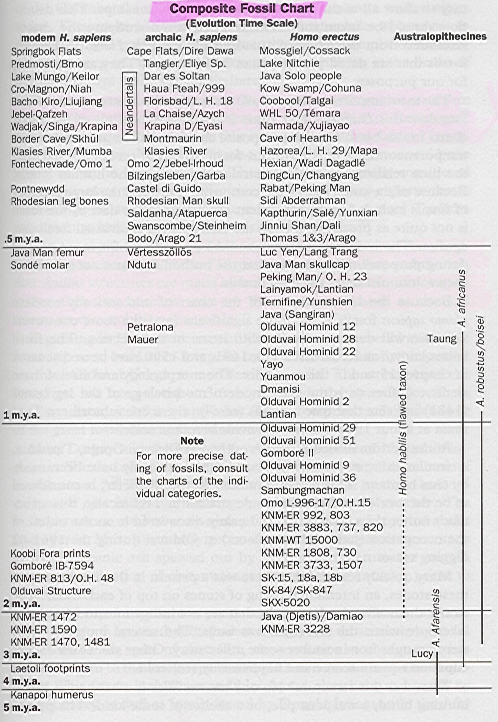 Composite Fossil Chart
(Evolution Time Scale)
modern H. sapiens archaic H. sapiens Homo erectus Australopithecines
Springbok Flats Cape Flats/Dire Dawa Mossgiel/Cossack
Predmosti/Brno Tangier/Eliye Sp. Lake Nitchie
Lake Mungo/Keilor Dar es Soltan Java Solo people
Cro-Magnon/Niah Haua Fteah/999 Kow Swamp/Cohuna
Bacho Kiro/Liujiang Florisbad/L. H. 18 Coobool/Talgai
Jebel-Qafzeh La Chaise/Azych WHL 50/Témara
Wadjak/Singa/Krapina Krapina D/Eyasi Narmada/Xujiayao
Border Cave/Skhūl Montmaurin Cave of Hearths
Neandertals
Klasies River/Mumba Klasies River Hazorea/L. H. 29/Mapa
Fontechevade/Omo 1 Omo 2/Jebel-Irhoud Hexian/Wadi Dagadlé
Bilzingsleben/Garba DingCun/Changyang
Pontnewydd Castel di Guido Rabat/Peking Man
Rhodesian leg bones Rhodesian Man skull Sidi Abderrahman
Saldanha/Atapuerca Kapthurin/Salé/Yunxian
Swanscombe/Steinheim Jinniu Shan/Dali
.5 m.y.a. Bodo/Arago 21 Thomas 1&3/Arago
Java Man femur Vértesszöllös Luc Yen/Lang Trang
Sondé molar Ndutu Java Man skullcap
Peking Man/ O. H. 23
Lainyamok/Lantian
Ternifine/Yunshien
Java (Sangiran)
Petralona Olduvai Hominid 12
Mauer Olduvai Hominid 28 Taung
Olduvai Hominid 22
Yayo
Yuanmou
Dmanisi
Olduvai Hominid 2
1 m.y.a. Lantian
Olduvai Hominid 29
Note Olduvai Hominid 51
For more precise dat- Gomboré II
ing of fossils, consult Olduvai Hominid 9
the charts of the indi- Olduvai Hominid 36
vidual categories. Sambungmachan
Omo L-996-17/O.H.15
KNM-ER 992, 803
KNM-ER 3883, 737, 820
KNM-WT 15000
Koobi Fora prints KNM-ER 1808, 730
Gomboré IB-7594 KNM-ER 3733, 1507
KNM-ER 813/O.H. 48 SK-15, 18a, 18b
Olduvai Structure SK-84/SK-847
2 m.y.a. SKX-5020
KNM-ER 1472 Java (Djetis)/Damiao
KNM-ER 1590 KNM-ER 3228
KNM-ER 1470, 1481
3 m.y.a. Lucy
Laetoli footprints
4 m.y.a.
Kanapoi humerus
5 m.y.a.
Homo habilis (flawed taxon)
A. Afarensis
A. africanus
A. robustus/boisei